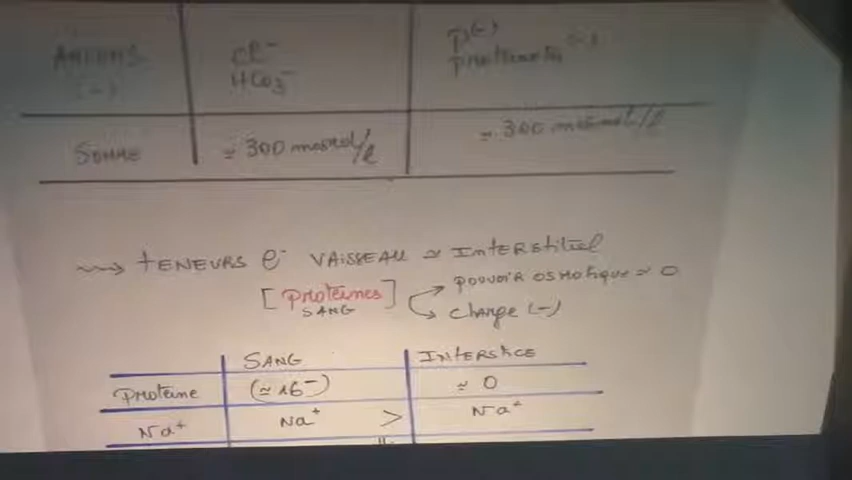 ANIONS Cl⁻ P(-)
(-) HCO₃⁻ protéinates (-)
SOMME ≃ 300 mosmol/l ≃ 300 mosmol/l
⇝ TENEURS e⁻ VAISSEAU ≃ INTERSTITIEL
[protéines] pouvoir osmotique ≃ 0
SANG charge (-)
SANG INTERSTICE
protéine (≃ 16⁻) ≃ 0
Na⁺ Na⁺ > Na⁺